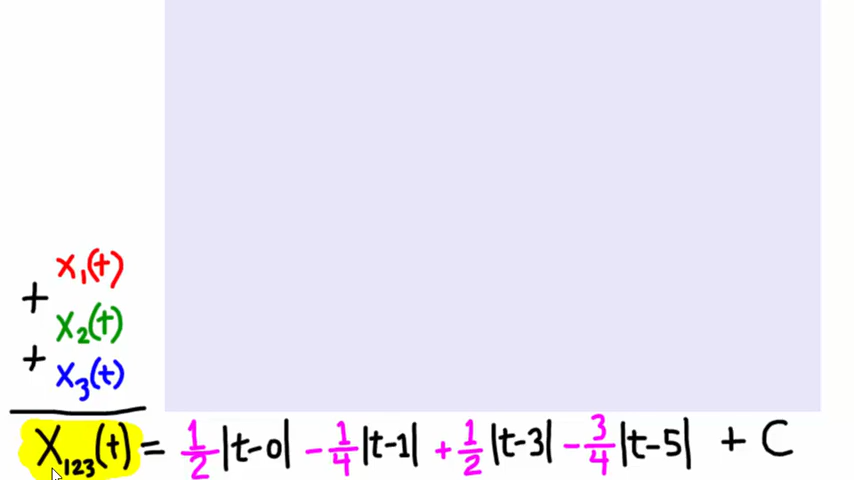 x₁(t)
+
x₂(t)
+
x₃(t)
X₁₂₃(t) = 1/2 |t-0| - 1/4 |t-1| + 1/2 |t-3| - 3/4 |t-5| + C